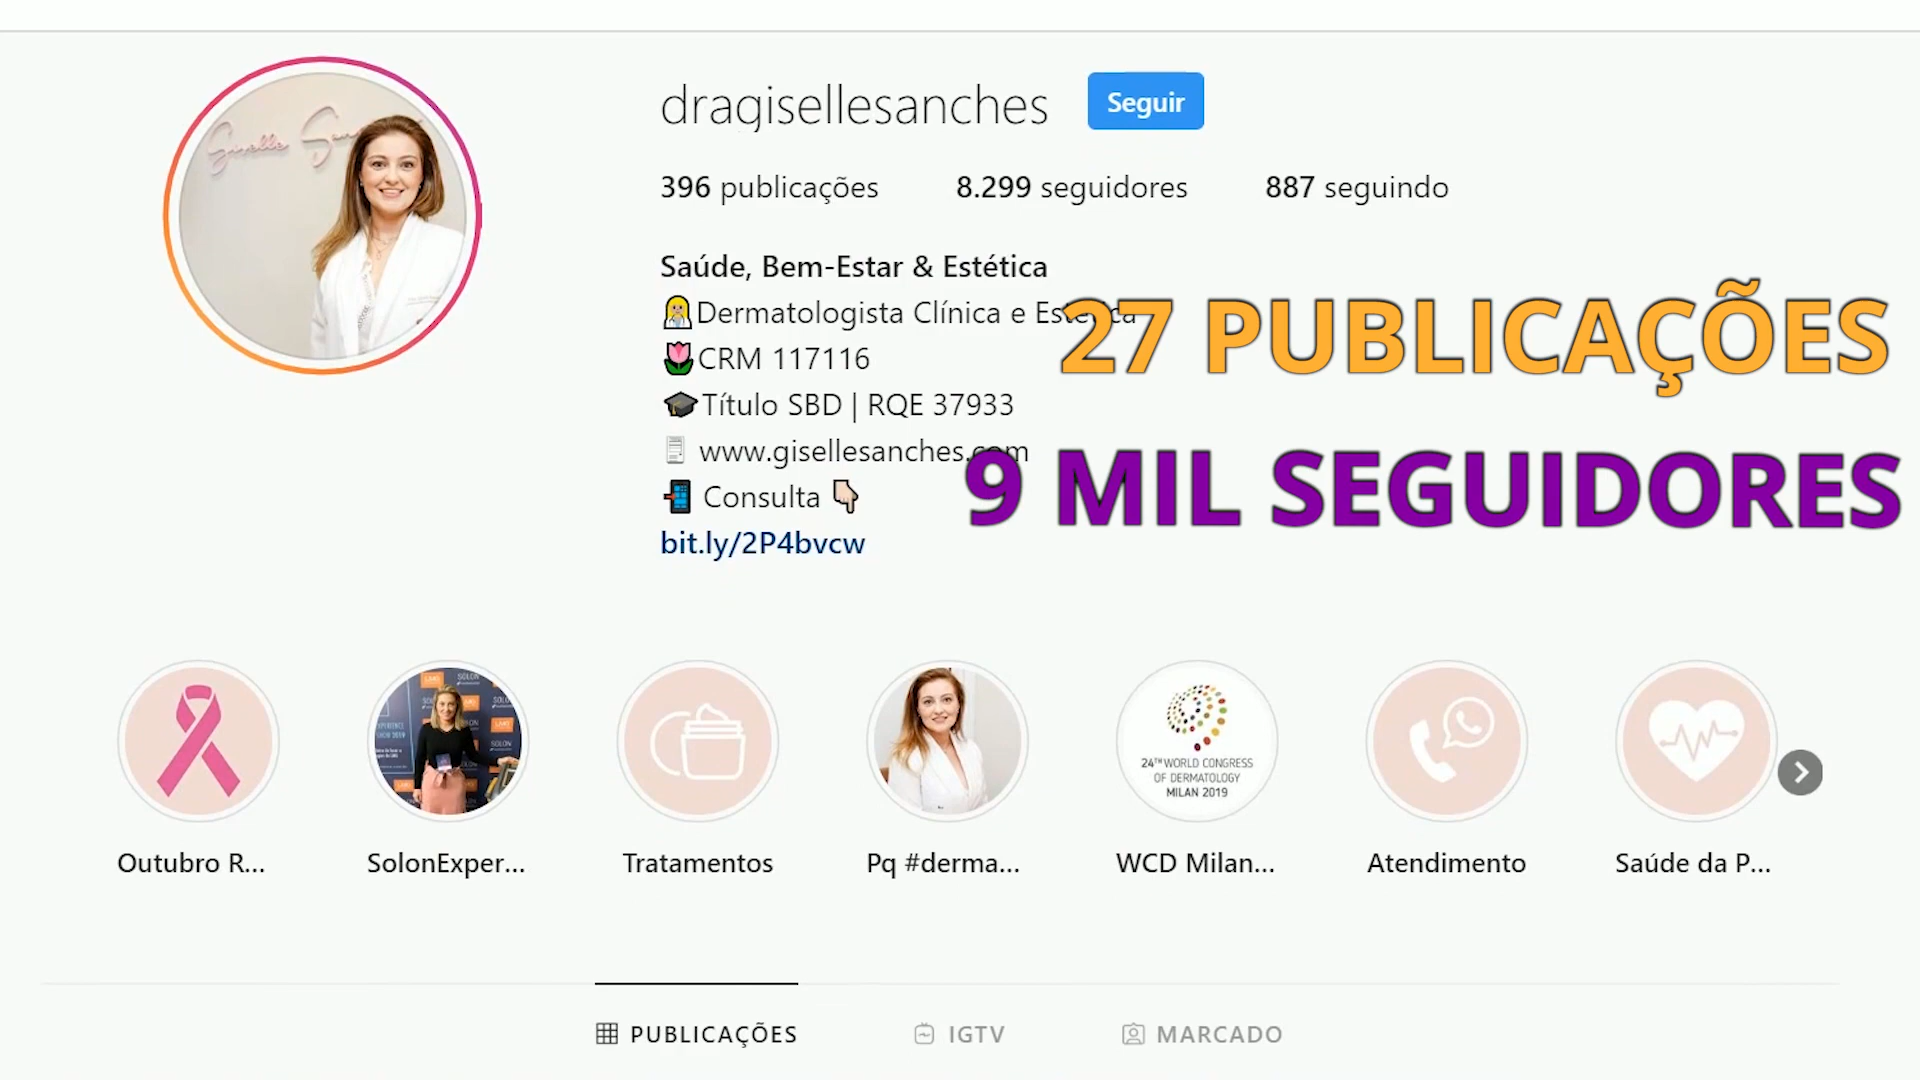 dragisellesanches Seguir
396 publicações 8.299 seguidores 887 seguindo
Saúde, Bem-Estar & Estética
Dermatologista Clínica e Estética
CRM 117116
Título SBD | RQE 37933
www.gisellesanches.com
Consulta
bit.ly/2P4bvcw
27 PUBLICAÇÕES
9 MIL SEGUIDORES
24TH WORLD CONGRESS
OF DERMATOLOGY
MILAN 2019
Outubro R... SolonExper... Tratamentos Pq #derma... WCD Milan... Atendimento Saúde da P...
PUBLICAÇÕES IGTV MARCADO